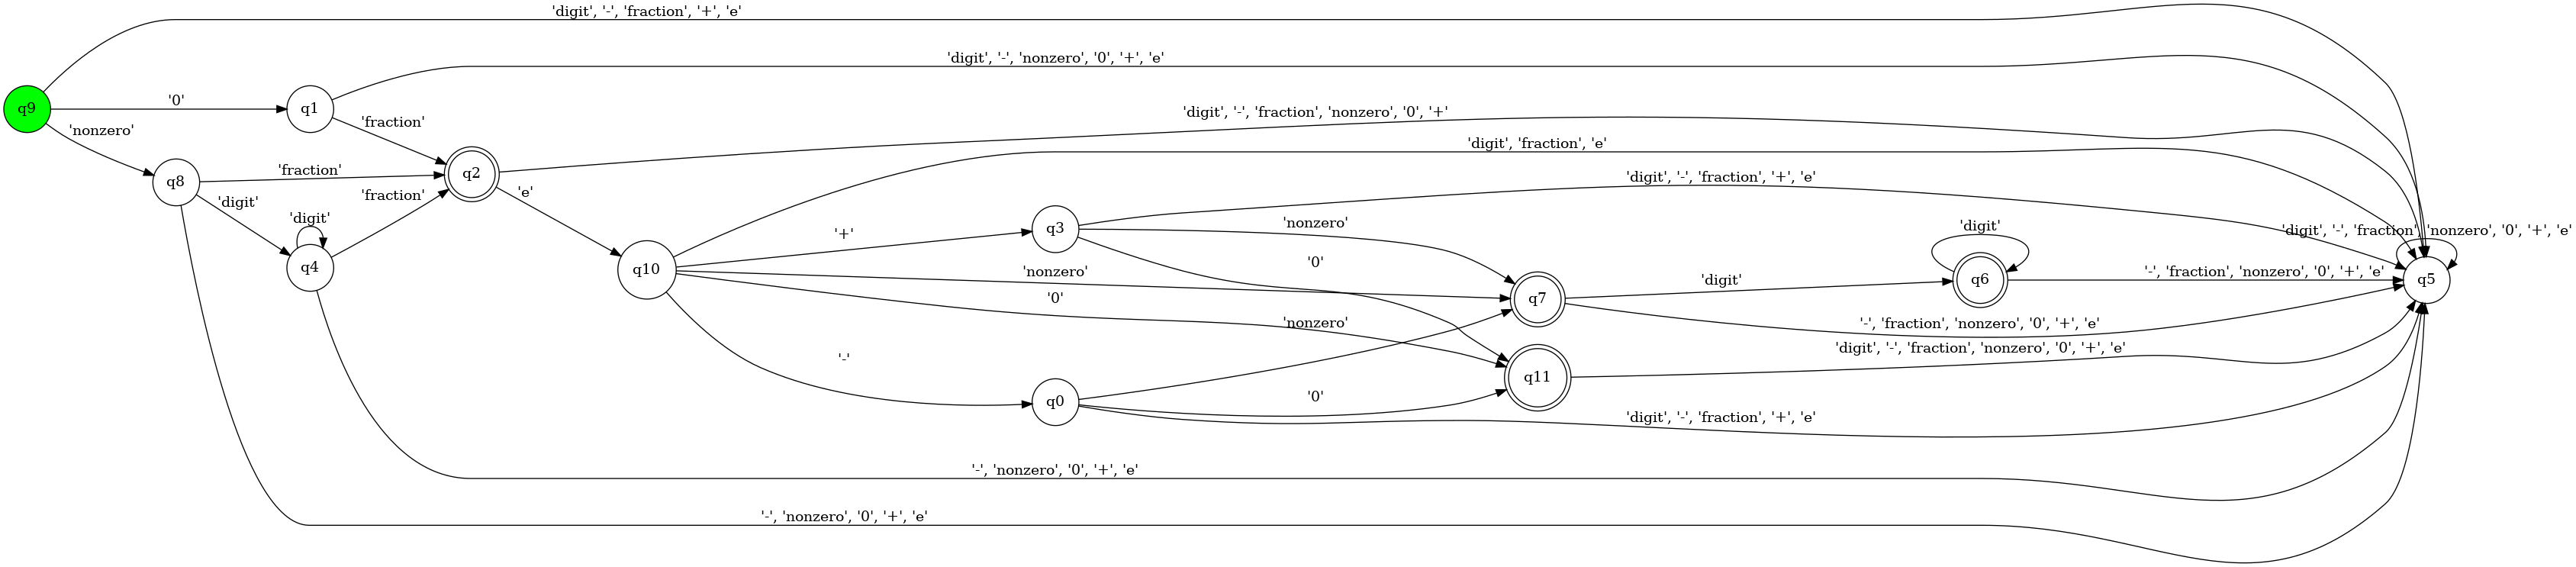 'digit', '-', 'fraction', '+', 'e'
'digit', '-', 'nonzero', '0', '+', 'e'
q9
'0'
q1
'nonzero'
'fraction'
'digit', '-', 'fraction', 'nonzero', '0', '+'
'digit', 'fraction', 'e'
q8
'fraction'
q2
'digit'
'fraction'
'e'
'digit', '-', 'fraction', '+', 'e'
'digit'
q4
q10
'+'
q3
'nonzero'
'0'
'nonzero'
'0'
'digit'
'digit', '-', 'fraction', 'nonzero', '0', '+', 'e'
q7
'digit'
q6
'-', 'fraction', 'nonzero', '0', '+', 'e'
q5
'nonzero'
'-', 'fraction', 'nonzero', '0', '+', 'e'
'-'
q11
'digit', '-', 'fraction', 'nonzero', '0', '+', 'e'
q0
'0'
'digit', '-', 'fraction', '+', 'e'
'-', 'nonzero', '0', '+', 'e'
'-', 'nonzero', '0', '+', 'e'